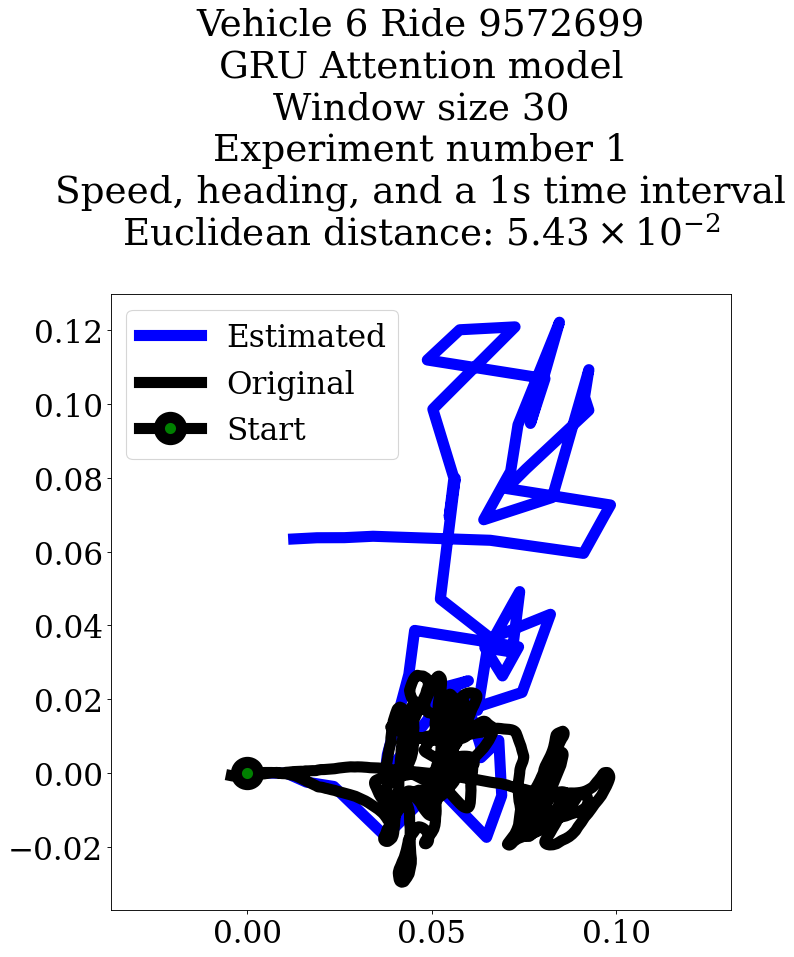 Vehicle 6 Ride 9572699
GRU Attention model
Window size 30
Experiment number 1
Speed, heading, and a 1s time interval
Euclidean distance: 5.43 × 10⁻²
Estimated
Original
Start
0.12
0.10
0.08
0.06
0.04
0.02
0.00
−0.02
0.00 0.05 0.10